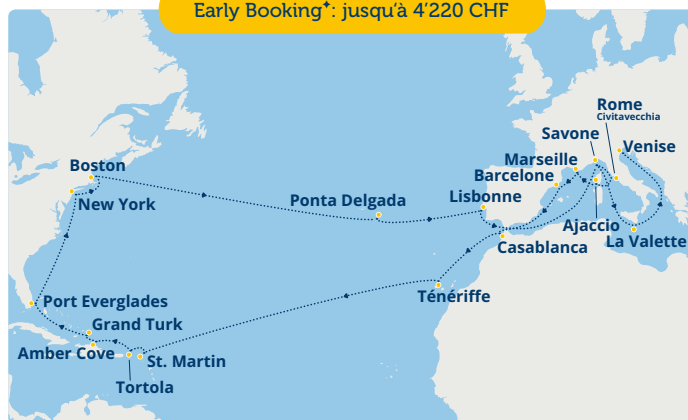 Early Booking✦: jusqu'à 4'220 CHF
Rome
Civitavecchia
Savone
Venise
Marseille
Boston
Barcelone
New York
Ponta Delgada
Lisbonne
Ajaccio
La Valette
Casablanca
Ténériffe
Port Everglades
Grand Turk
Amber Cove
St. Martin
Tortola